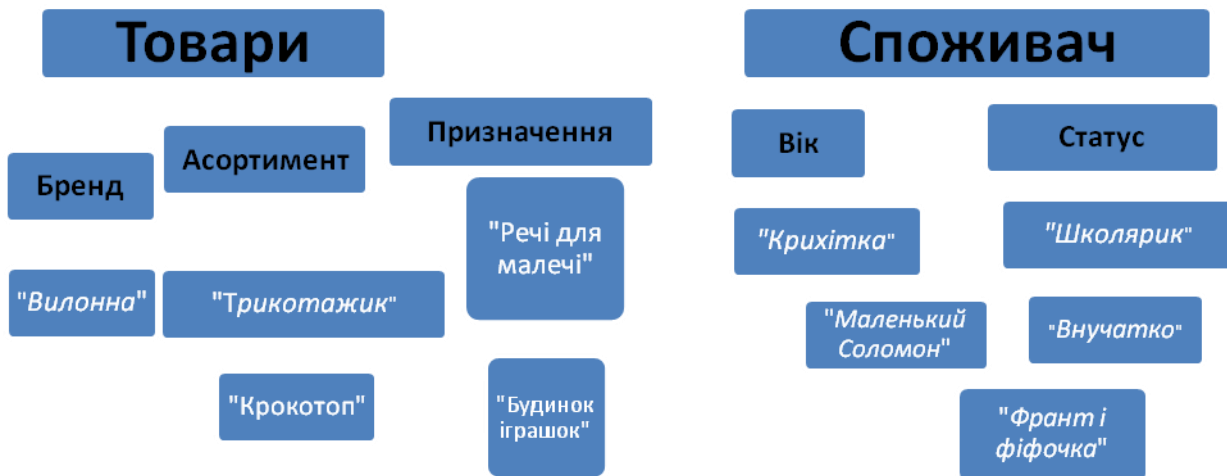 Товари
Споживач
Бренд
Асортимент
Призначення
Вік
Статус
"Вилонна"
"Трикотажик"
"Речі для
малечі"
"Крокотоп"
"Будинок
іграшок"
"Крихітка"
"Школярик"
"Маленький
Соломон"
"Внучатко"
"Франт і
фіфочка"